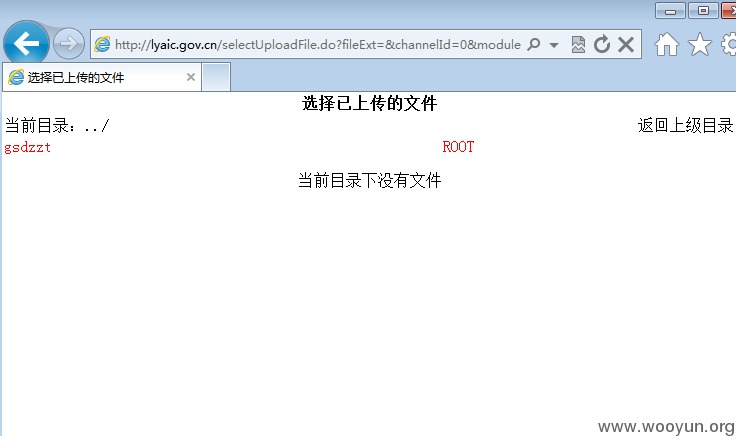 http://lyaic.gov.cn/selectUploadFile.do?fileExt=&channelId=0&module
选择已上传的文件
选择已上传的文件
当前目录：../ 返回上级目录
gsdzzt ROOT
当前目录下没有文件
www.wooyun.org